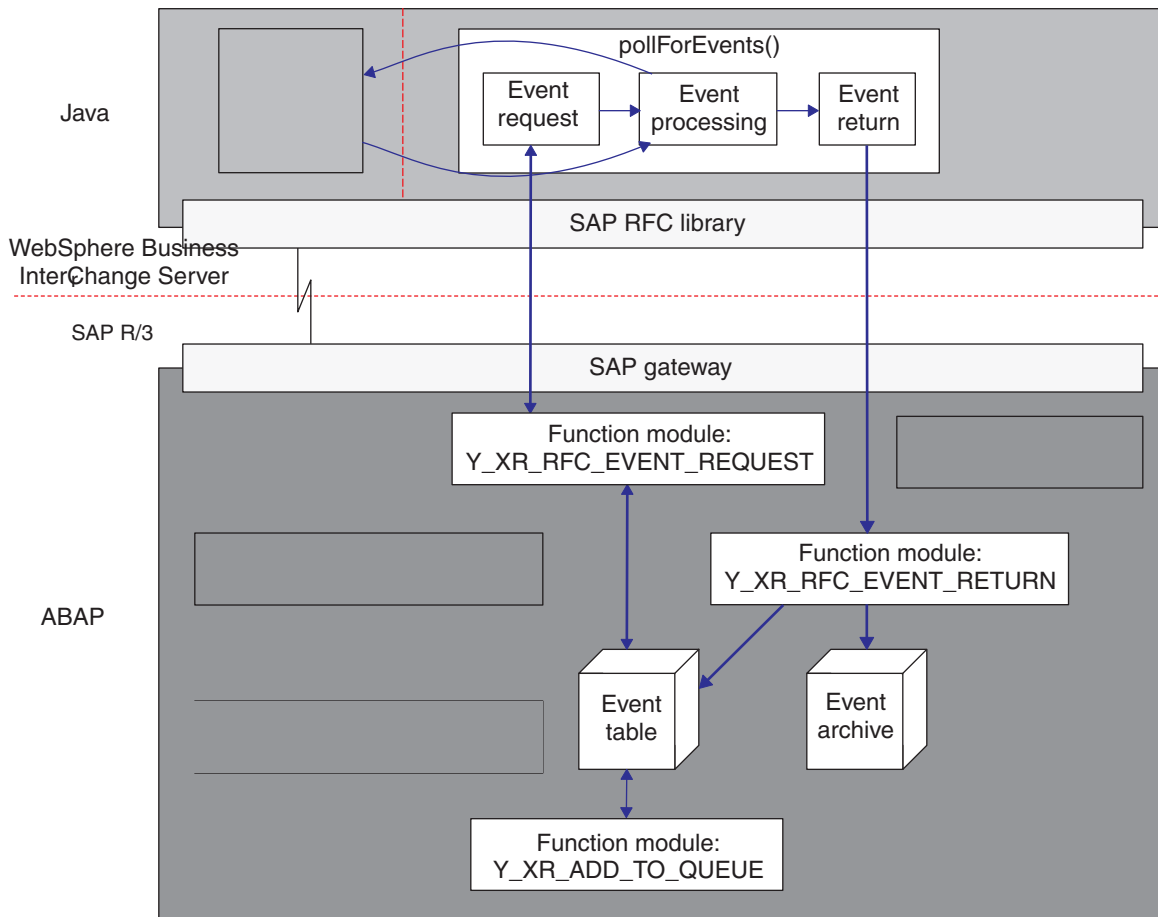 pollForEvents()
Event
request
Event
processing
Event
return
Java
SAP RFC library
WebSphere Business
InterChange Server
SAP R/3
SAP gateway
Function module:
Y_XR_RFC_EVENT_REQUEST
Function module:
Y_XR_RFC_EVENT_RETURN
ABAP
Event
table
Event
archive
Function module:
Y_XR_ADD_TO_QUEUE